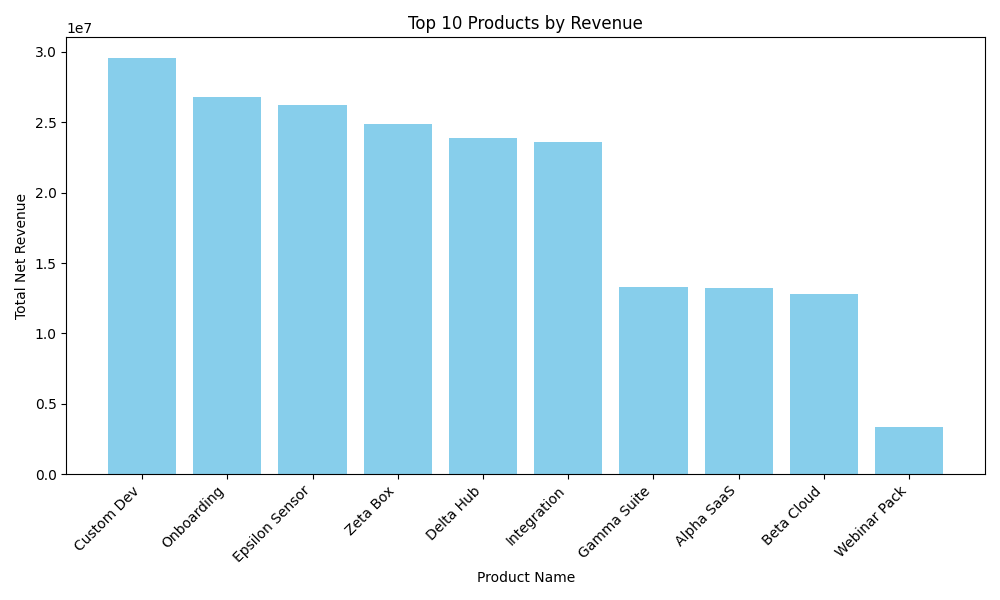 Top 10 Products by Revenue
1e7
3.0
2.5
2.0
1.5
1.0
0.5
0.0
Total Net Revenue
Custom Dev
Onboarding
Epsilon Sensor
Zeta Box
Delta Hub
Integration
Gamma Suite
Alpha SaaS
Beta Cloud
Webinar Pack
Product Name